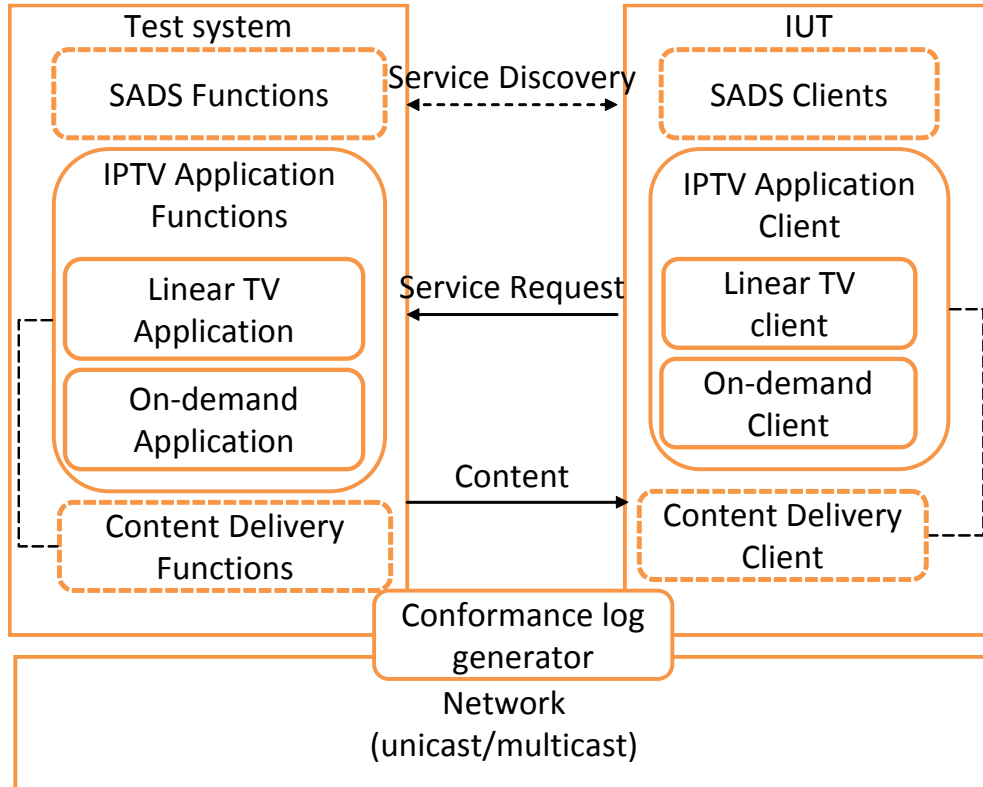 Test system
SADS Functions
IPTV Application
Functions
Linear TV
Application
On-demand
Application
Content Delivery
Functions
Service Discovery
Service Request
Content
IUT
SADS Clients
IPTV Application
Client
Linear TV
client
On-demand
Client
Content Delivery
Client
Conformance log
generator
Network
(unicast/multicast)